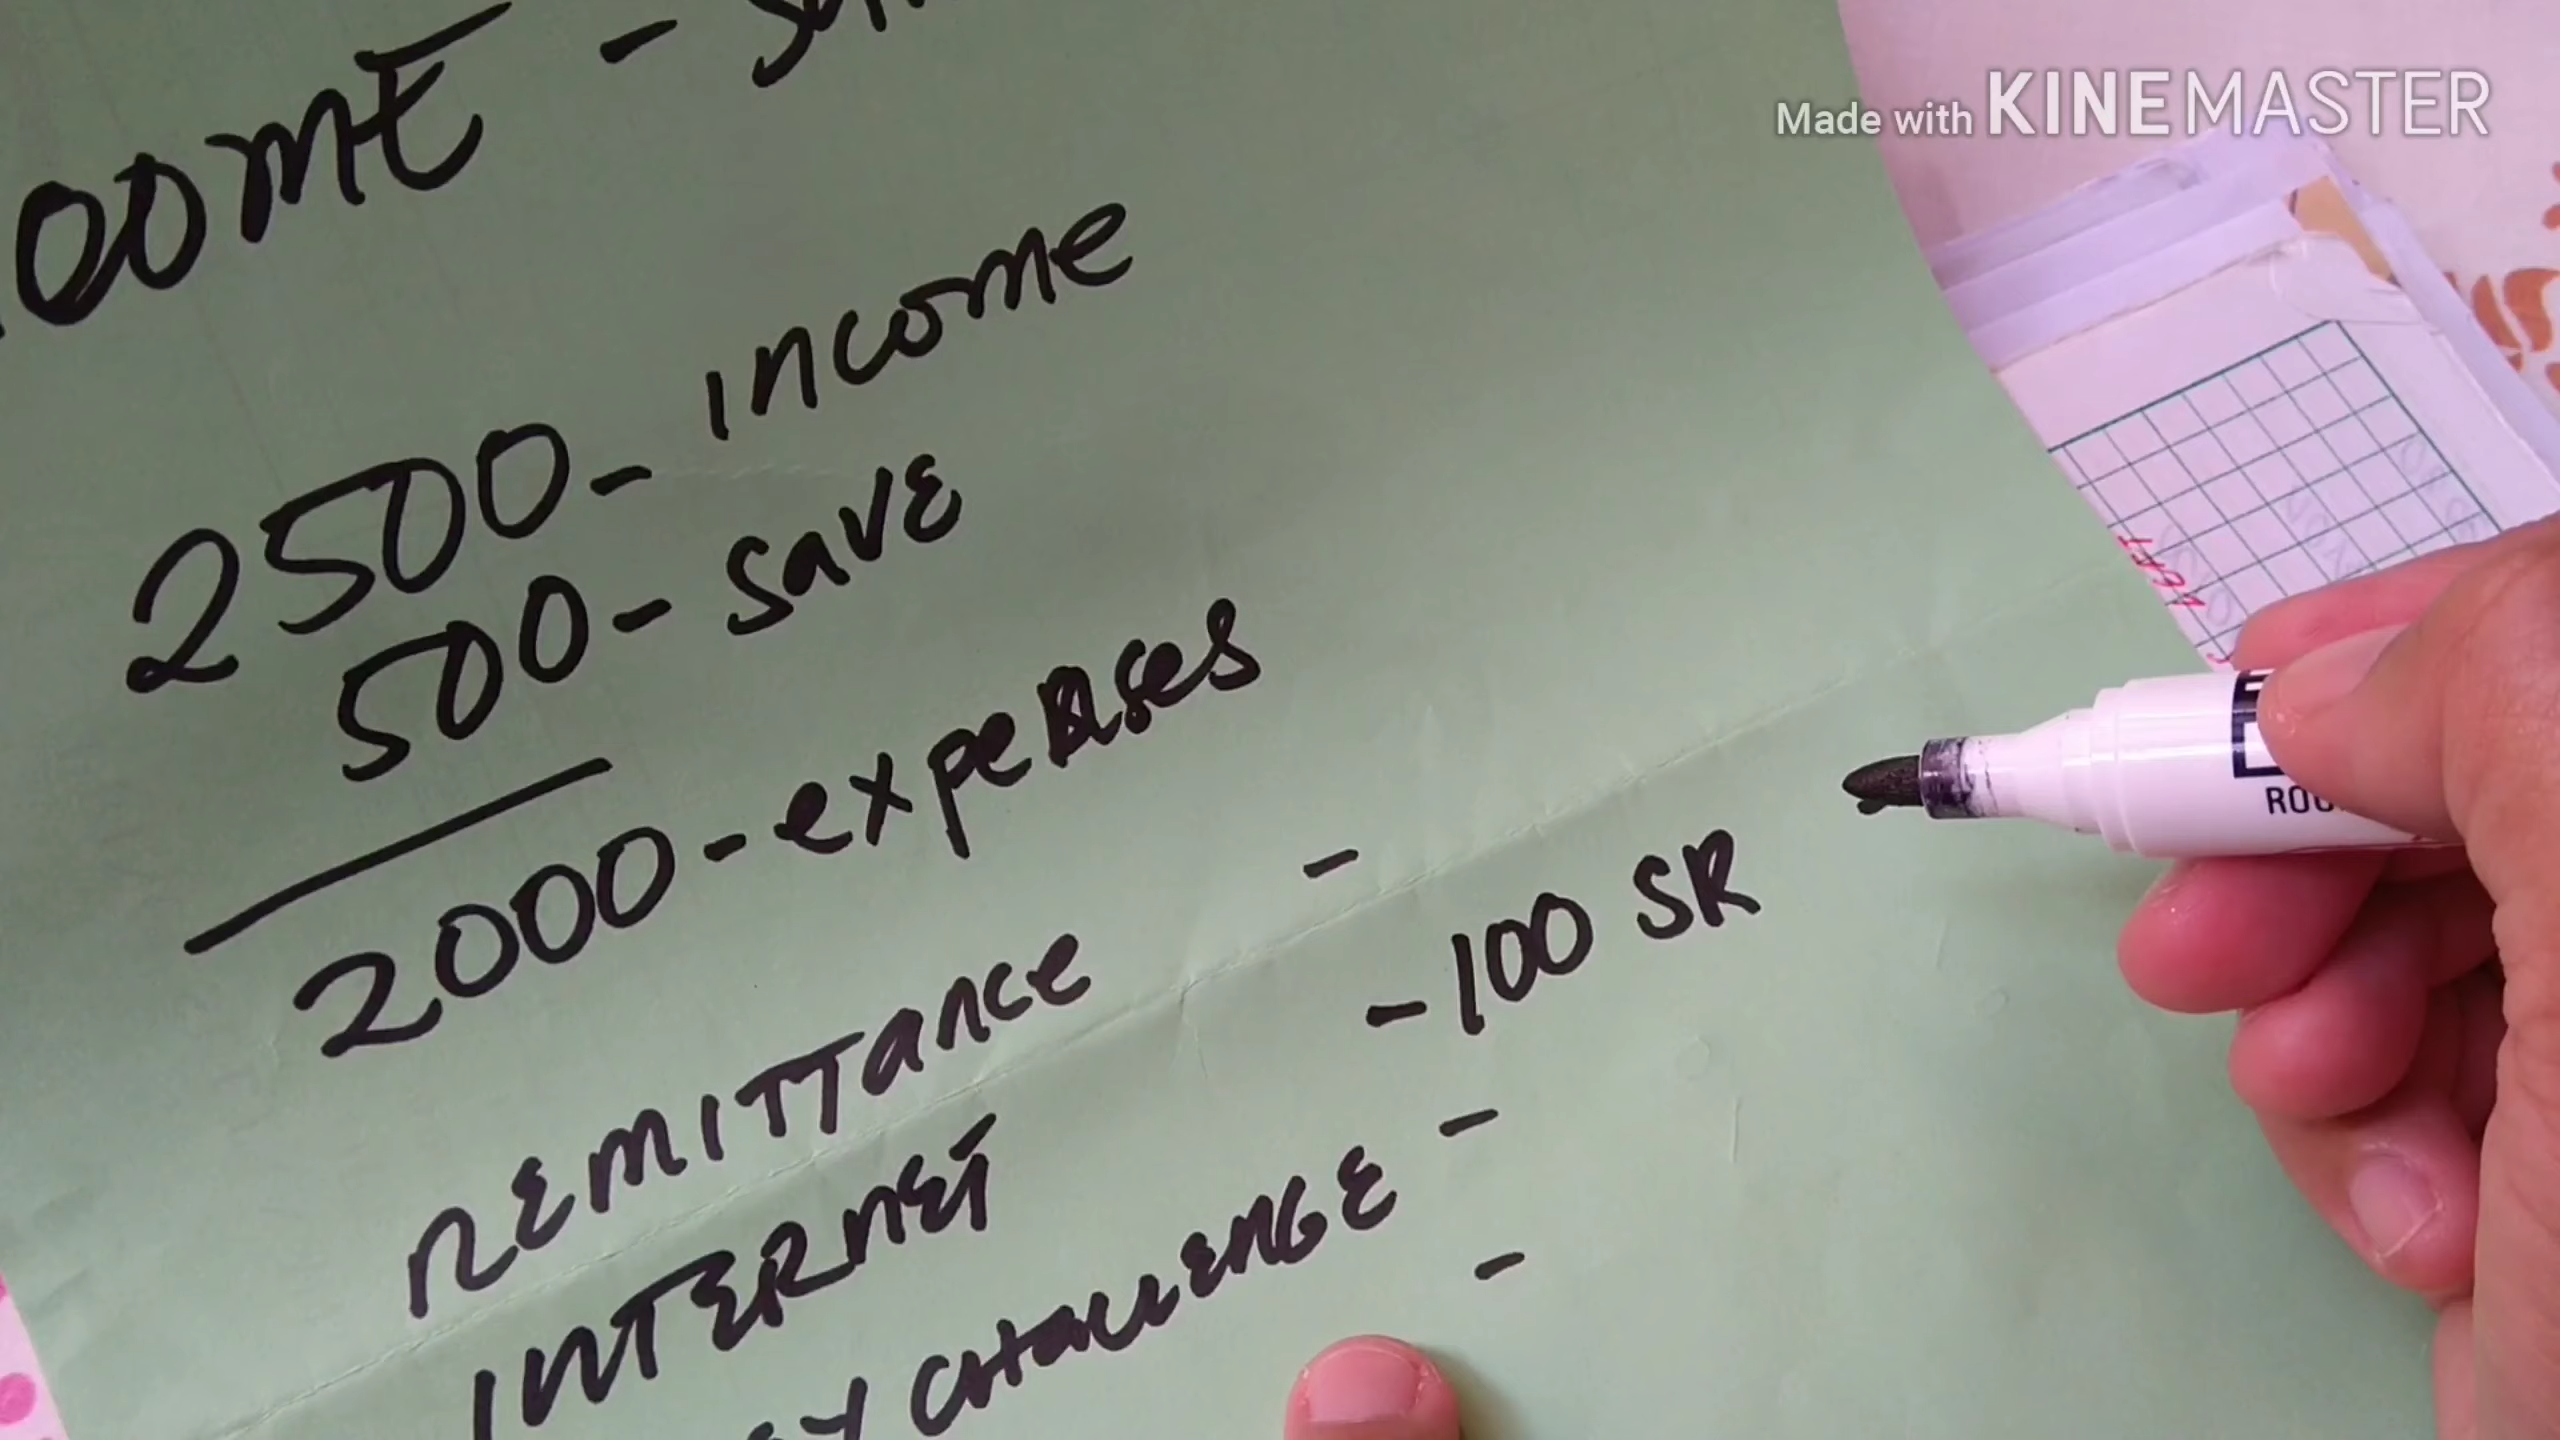 Made with KINEMASTER
2500 - income
500 - save
2000 - expenses
REMITTance -
INTERNET - 100 SR
CHALLENGE -
-